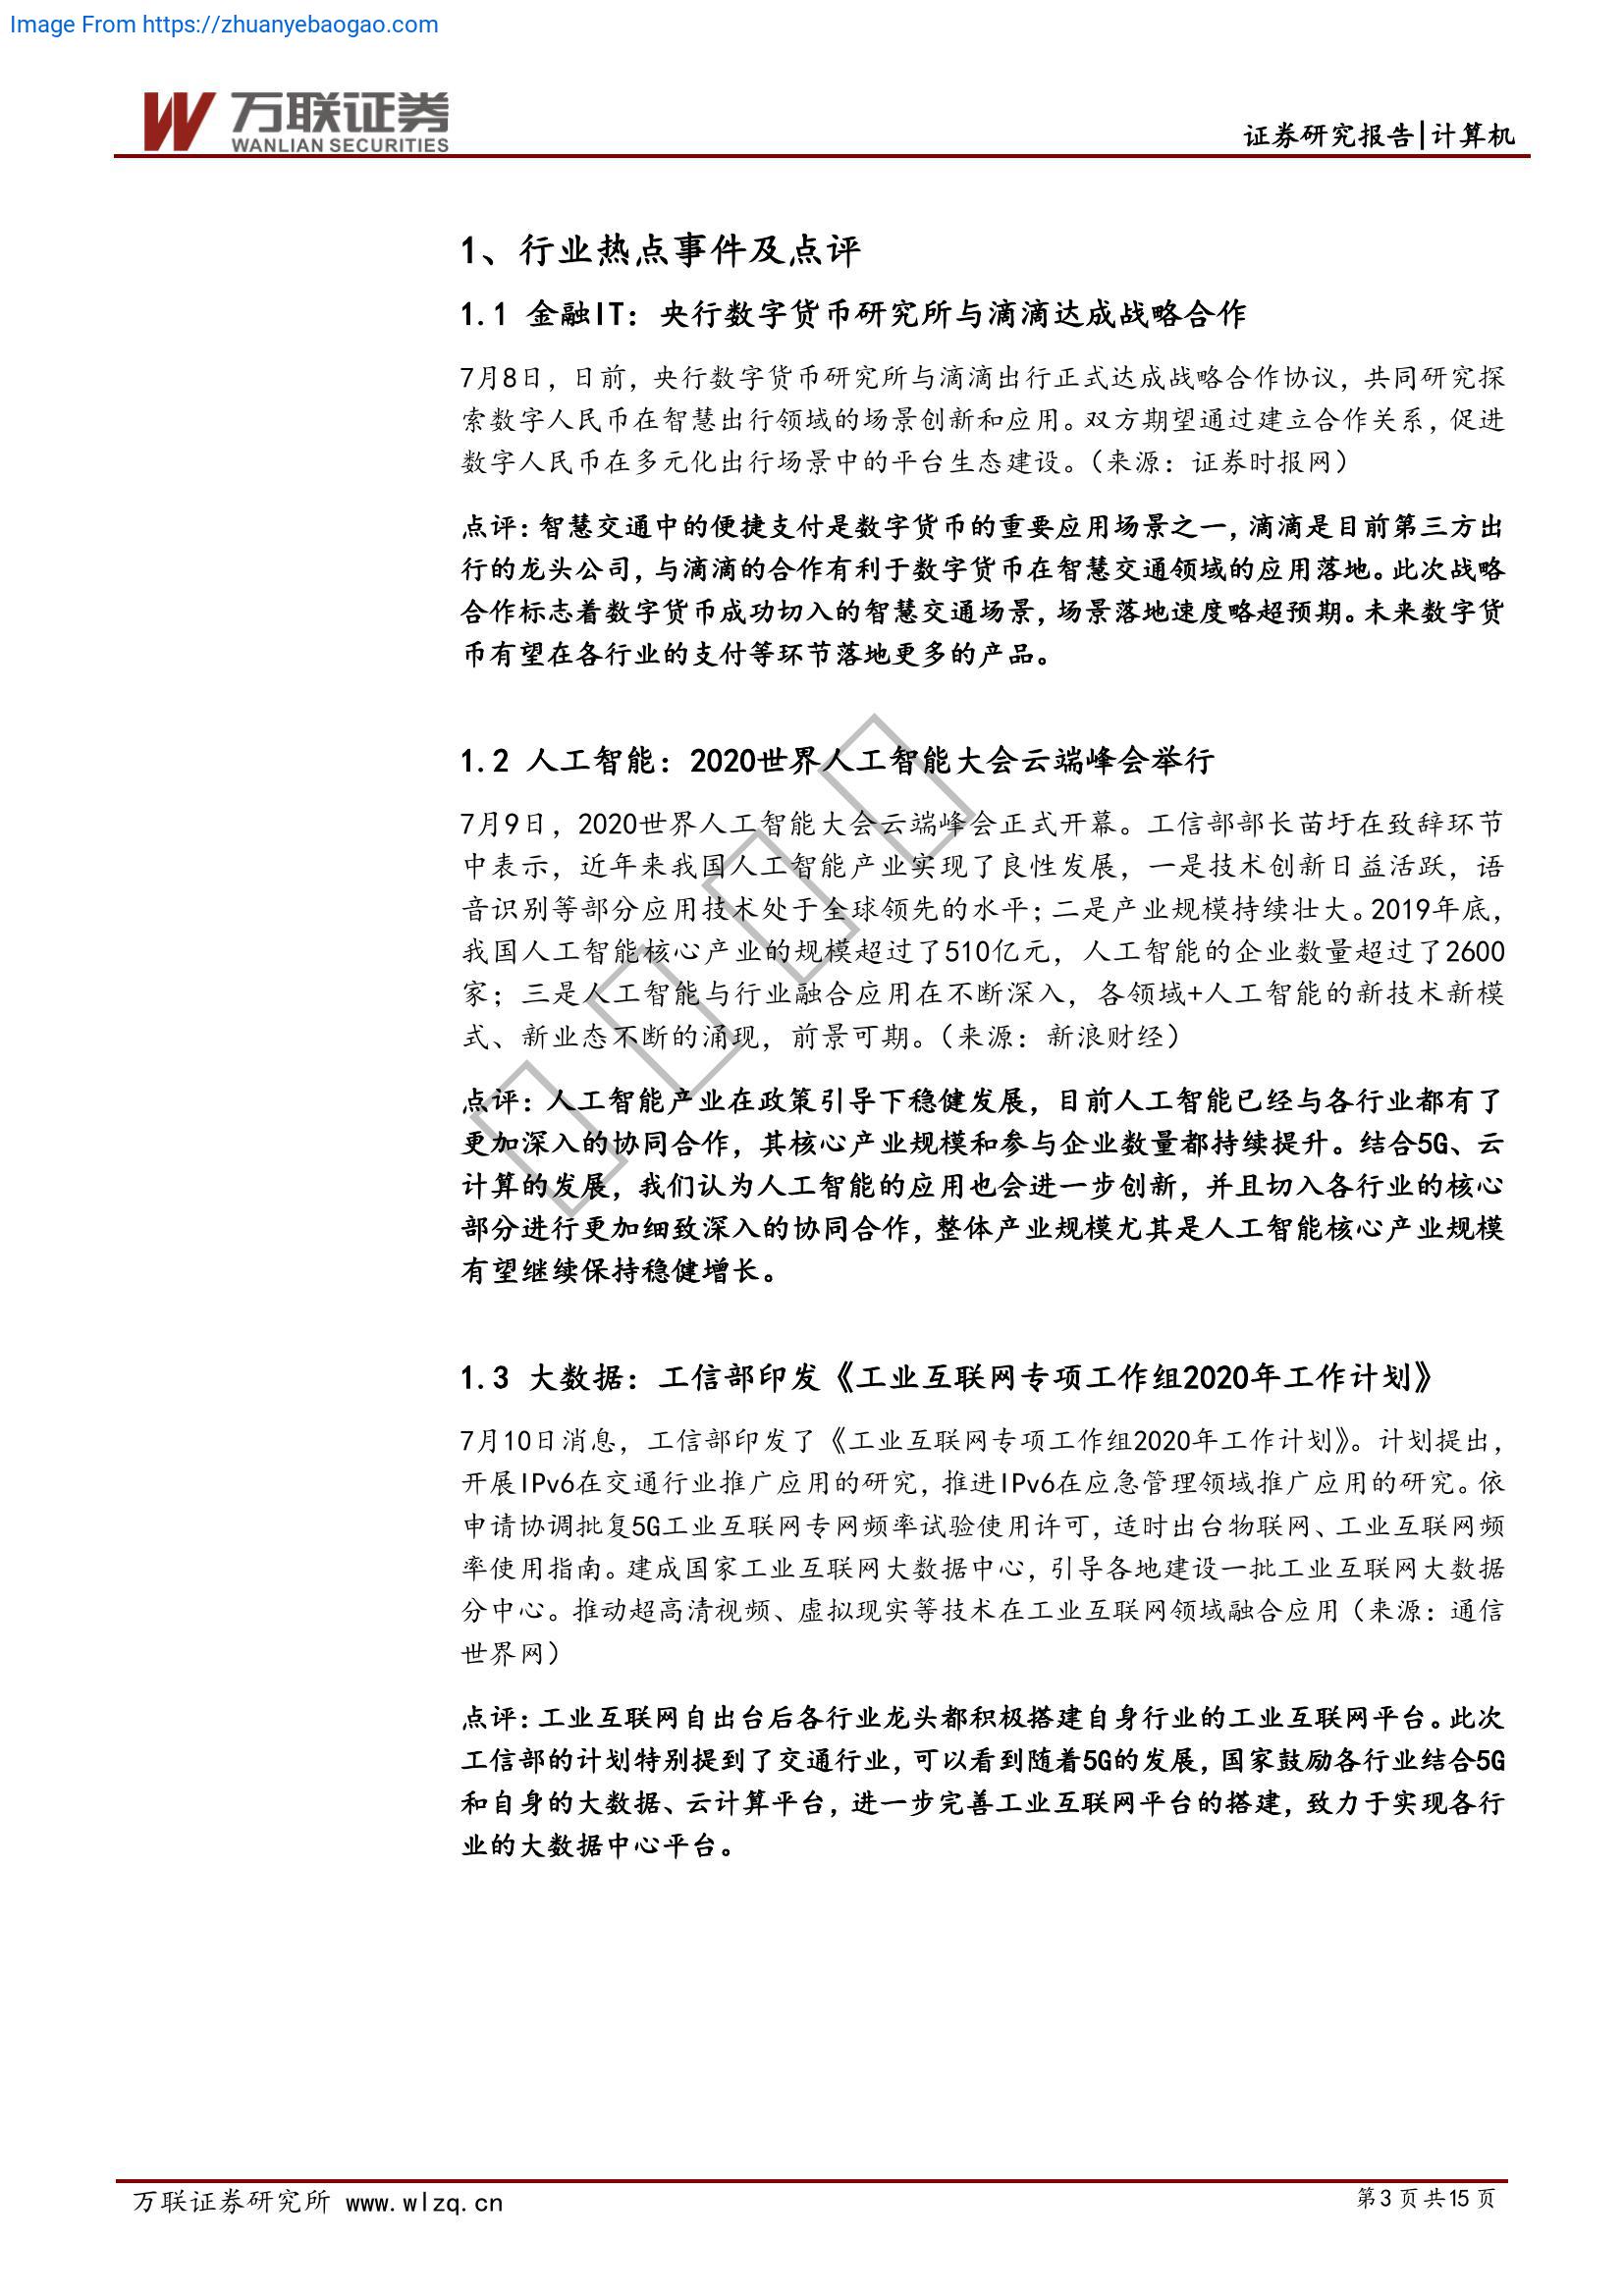 Image From https://zhuanyebaogao.com
万联证券
WANLIAN SECURITIES
证券研究报告|计算机
1、行业热点事件及点评
1.1 金融IT：央行数字货币研究所与滴滴达成战略合作
7月8日，日前，央行数字货币研究所与滴滴出行正式达成战略合作协议，共同研究探
索数字人民币在智慧出行领域的场景创新和应用。双方期望通过建立合作关系，促进
数字人民币在多元化出行场景中的平台生态建设。（来源：证券时报网）
点评：智慧交通中的便捷支付是数字货币的重要应用场景之一，滴滴是目前第三方出
行的龙头公司，与滴滴的合作有利于数字货币在智慧交通领域的应用落地。此次战略
合作标志着数字货币成功切入的智慧交通场景，场景落地速度略超预期。未来数字货
币有望在各行业的支付等环节落地更多的产品。
1.2 人工智能：2020世界人工智能大会云端峰会举行
7月9日，2020世界人工智能大会云端峰会正式开幕。工信部部长苗圩在致辞环节
中表示，近年来我国人工智能产业实现了良性发展，一是技术创新日益活跃，语
音识别等部分应用技术处于全球领先的水平；二是产业规模持续壮大。2019年底，
我国人工智能核心产业的规模超过了510亿元，人工智能的企业数量超过了2600
家；三是人工智能与行业融合应用在不断深入，各领域+人工智能的新技术新模
式、新业态不断的涌现，前景可期。（来源：新浪财经）
点评：人工智能产业在政策引导下稳健发展，目前人工智能已经与各行业都有了
更加深入的协同合作，其核心产业规模和参与企业数量都持续提升。结合5G、云
计算的发展，我们认为人工智能的应用也会进一步创新，并且切入各行业的核心
部分进行更加细致深入的协同合作，整体产业规模尤其是人工智能核心产业规模
有望继续保持稳健增长。
1.3 大数据：工信部印发《工业互联网专项工作组2020年工作计划》
7月10日消息，工信部印发了《工业互联网专项工作组2020年工作计划》。计划提出，
开展IPv6在交通行业推广应用的研究，推进IPv6在应急管理领域推广应用的研究。依
申请协调批复5G工业互联网专网频率试验使用许可，适时出台物联网、工业互联网频
率使用指南。建成国家工业互联网大数据中心，引导各地建设一批工业互联网大数据
分中心。推动超高清视频、虚拟现实等技术在工业互联网领域融合应用（来源：通信
世界网）
点评：工业互联网自出台后各行业龙头都积极搭建自身行业的工业互联网平台。此次
工信部的计划特别提到了交通行业，可以看到随着5G的发展，国家鼓励各行业结合5G
和自身的大数据、云计算平台，进一步完善工业互联网平台的搭建，致力于实现各行
业的大数据中心平台。
万联证券研究所 www.wlzq.cn
第3页共15页